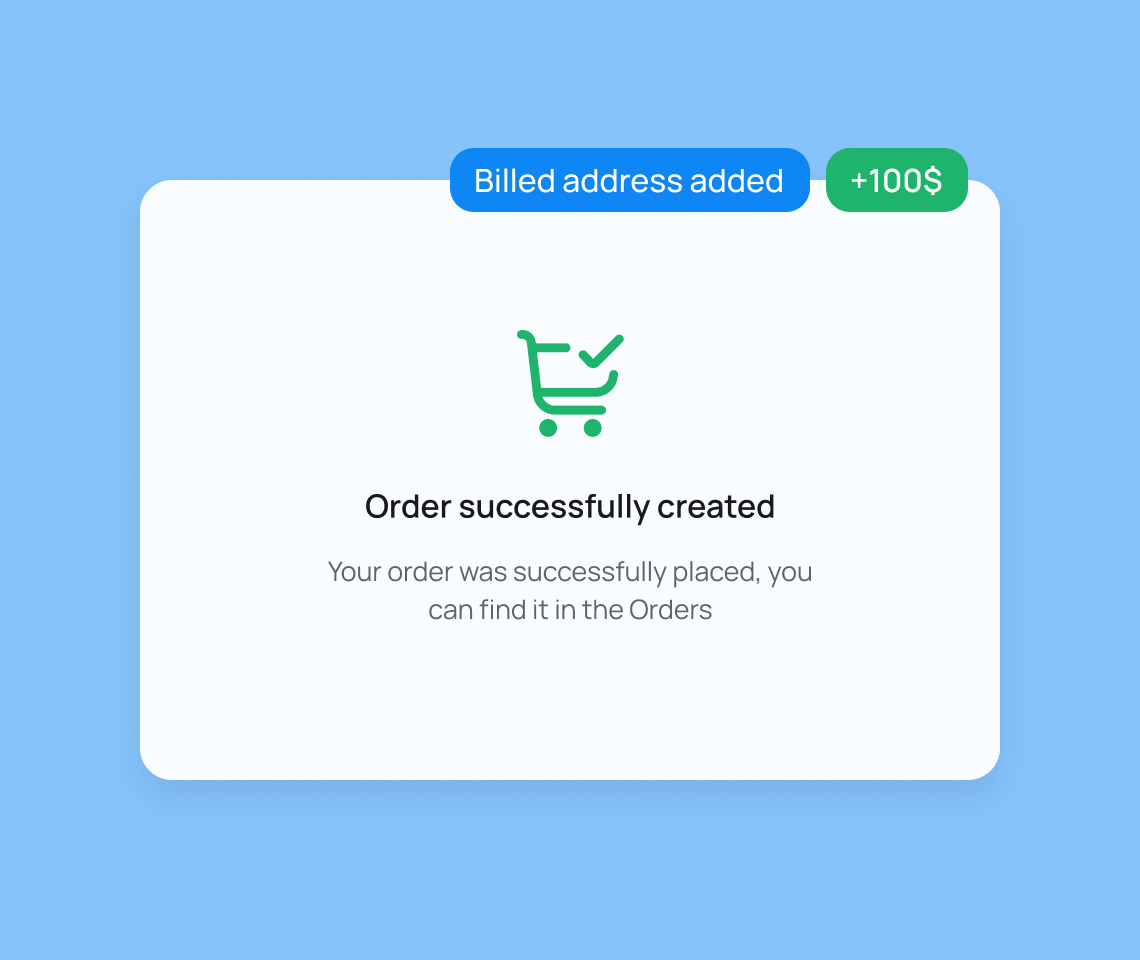 Billed address added
+100$
Order successfully created
Your order was successfully placed, you
can find it in the Orders